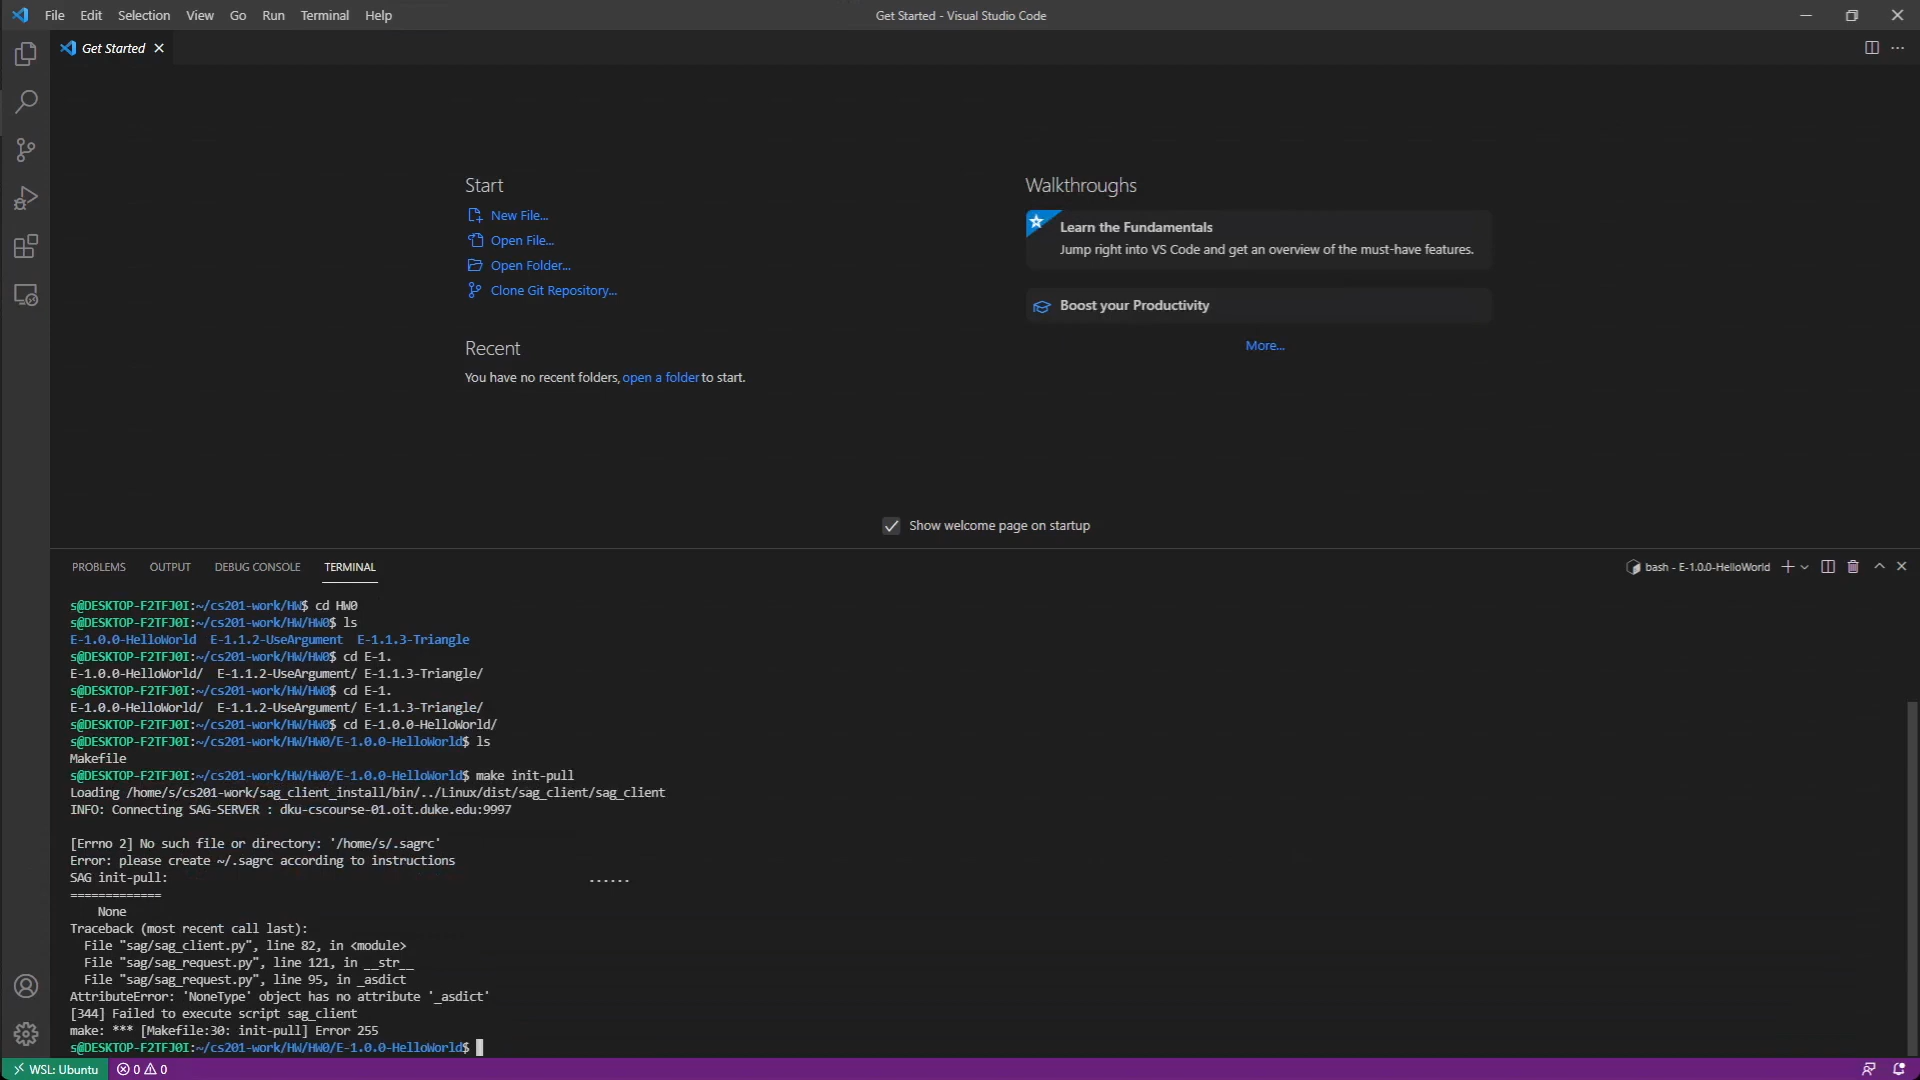 File Edit Selection View Go Run Terminal Help
Get Started - Visual Studio Code
Get Started
Start
New File...
Open File...
Open Folder...
Clone Git Repository...
Recent
You have no recent folders, open a folder to start.
Walkthroughs
Learn the Fundamentals
Jump right into VS Code and get an overview of the must-have features.
Boost your Productivity
More...
Show welcome page on startup
PROBLEMS OUTPUT DEBUG CONSOLE TERMINAL
bash - E-1.0.0-HelloWorld
s@DESKTOP-F2TFJ0I:~/cs201-work/HW$ cd HW0
s@DESKTOP-F2TFJ0I:~/cs201-work/HW/HW0$ ls
E-1.0.0-HelloWorld E-1.1.2-UseArgument E-1.1.3-Triangle
s@DESKTOP-F2TFJ0I:~/cs201-work/HW/HW0$ cd E-1.
E-1.0.0-HelloWorld/ E-1.1.2-UseArgument/ E-1.1.3-Triangle/
s@DESKTOP-F2TFJ0I:~/cs201-work/HW/HW0$ cd E-1.
E-1.0.0-HelloWorld/ E-1.1.2-UseArgument/ E-1.1.3-Triangle/
s@DESKTOP-F2TFJ0I:~/cs201-work/HW/HW0$ cd E-1.0.0-HelloWorld/
s@DESKTOP-F2TFJ0I:~/cs201-work/HW/HW0/E-1.0.0-HelloWorld$ ls
Makefile
s@DESKTOP-F2TFJ0I:~/cs201-work/HW/HW0/E-1.0.0-HelloWorld$ make init-pull
Loading /home/s/cs201-work/sag_client_install/bin/../Linux/dist/sag_client/sag_client
INFO: Connecting SAG-SERVER : dku-cscourse-01.oit.duke.edu:9997
[Errno 2] No such file or directory: '/home/s/.sagrc'
Error: please create ~/.sagrc according to instructions
SAG init-pull: ......
=============
None
Traceback (most recent call last):
File "sag/sag_client.py", line 82, in <module>
File "sag/sag_request.py", line 121, in __str__
File "sag/sag_request.py", line 95, in _asdict
AttributeError: 'NoneType' object has no attribute '_asdict'
[344] Failed to execute script sag_client
make: *** [Makefile:30: init-pull] Error 255
s@DESKTOP-F2TFJ0I:~/cs201-work/HW/HW0/E-1.0.0-HelloWorld$
WSL: Ubuntu 0 0